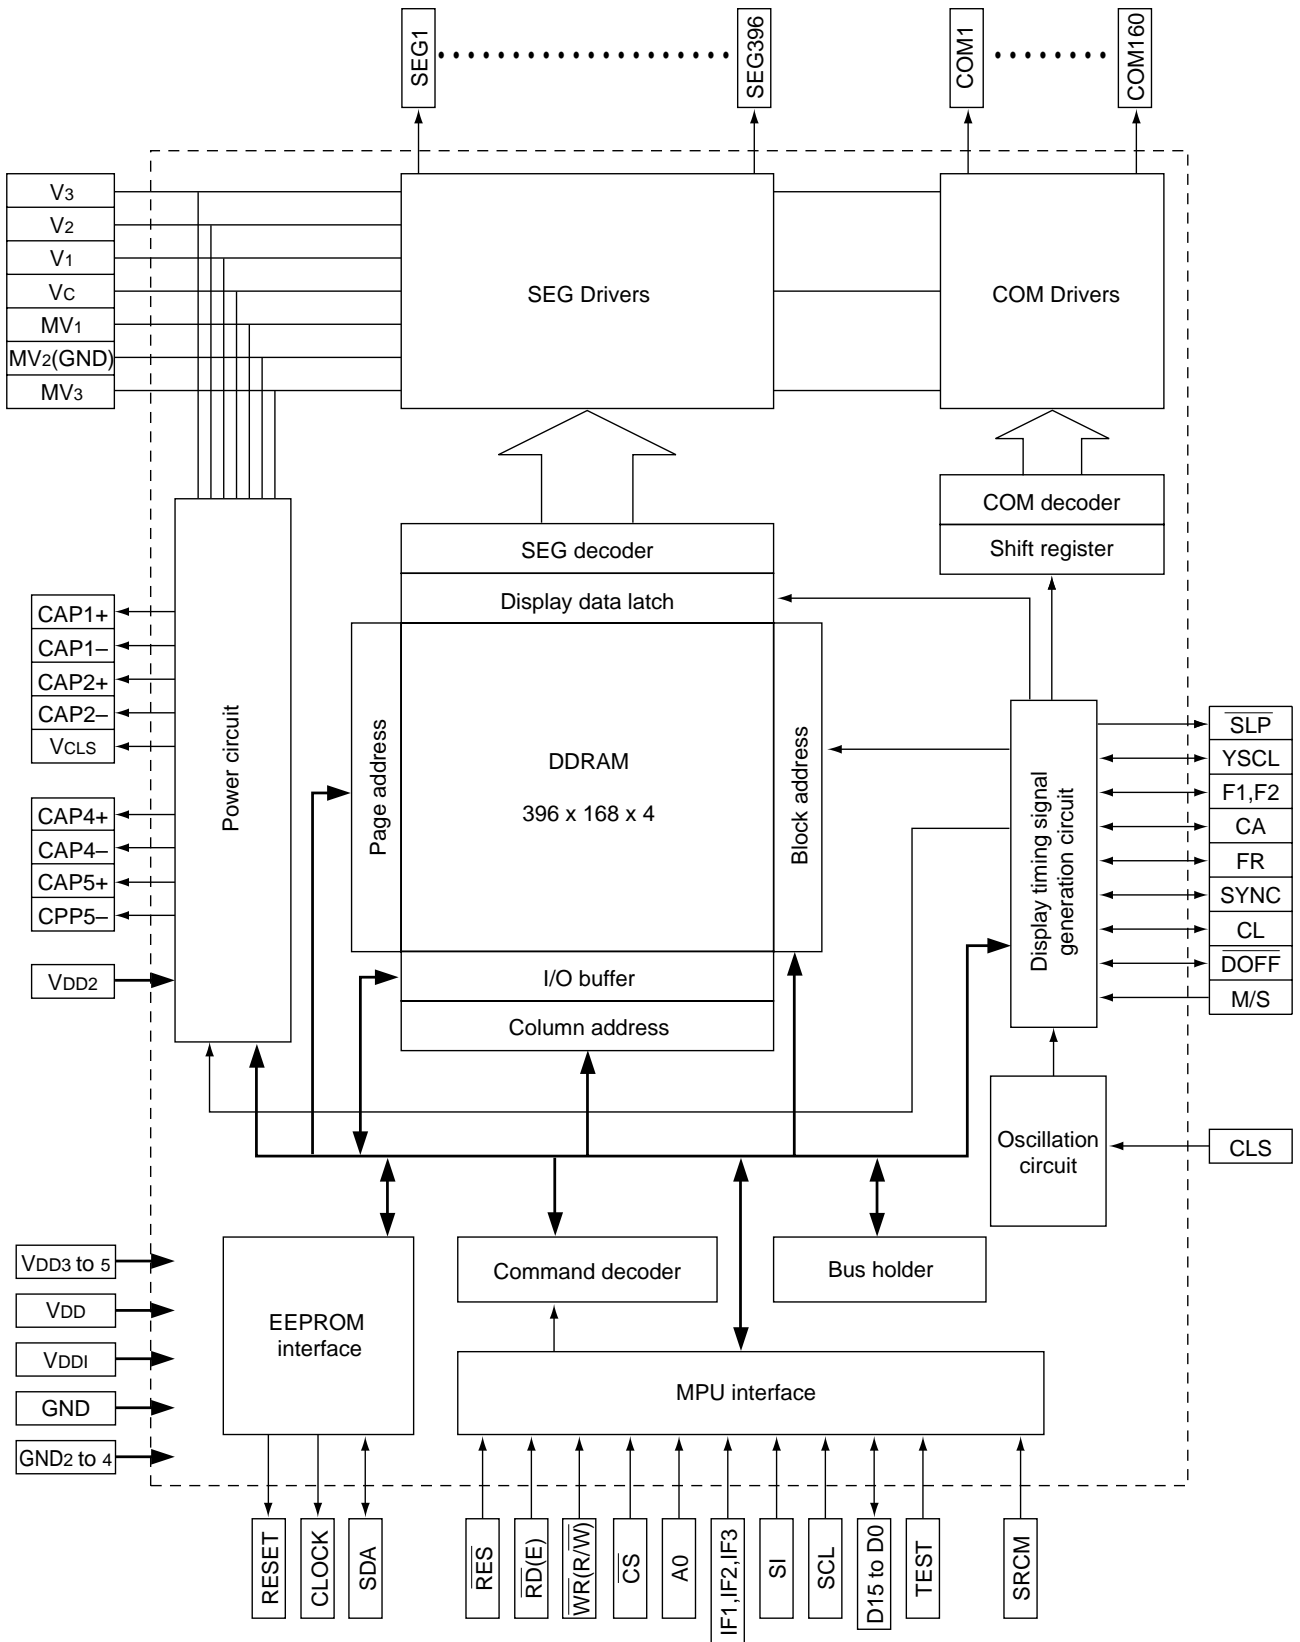 SEG1
SEG396
COM1
COM160
V3
V2
V1
VC
MV1
MV2(GND)
MV3
SEG Drivers
COM Drivers
COM decoder
Shift register
SEG decoder
Display data latch
Power circuit
Page address
DDRAM
396 x 168 x 4
Block address
Display timing signal
generation circuit
I/O buffer
Column address
CAP1+
CAP1–
CAP2+
CAP2–
VCLS
CAP4+
CAP4–
CAP5+
CPP5–
VDD2
SLP
YSCL
F1,F2
CA
FR
SYNC
CL
DOFF
M/S
Oscillation
circuit
CLS
VDD3 to 5
VDD
VDDI
GND
GND2 to 4
EEPROM
interface
Command decoder
Bus holder
MPU interface
RESET
CLOCK
SDA
RES
RD(E)
WR(R/W)
CS
A0
IF1,IF2,IF3
SI
SCL
D15 to D0
TEST
SRCM